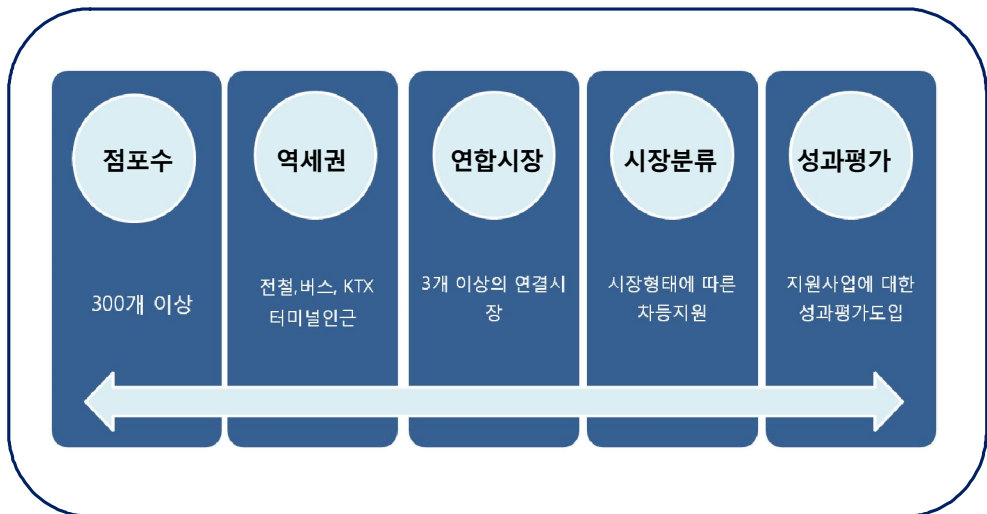 점포수
300개 이상
역세권
전철,버스, KTX
터미널인근
연합시장
3개 이상의 연결시
장
시장분류
시장형태에 따른
차등지원
성과평가
지원사업에 대한
성과평가도입